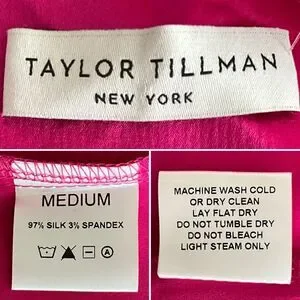 TAYLOR TILLMAN
NEW YORK
MEDIUM
97% SILK 3% SPANDEX
A
MACHINE WASH COLD
OR DRY CLEAN
LAY FLAT DRY
DO NOT TUMBLE DRY
DO NOT BLEACH
LIGHT STEAM ONLY